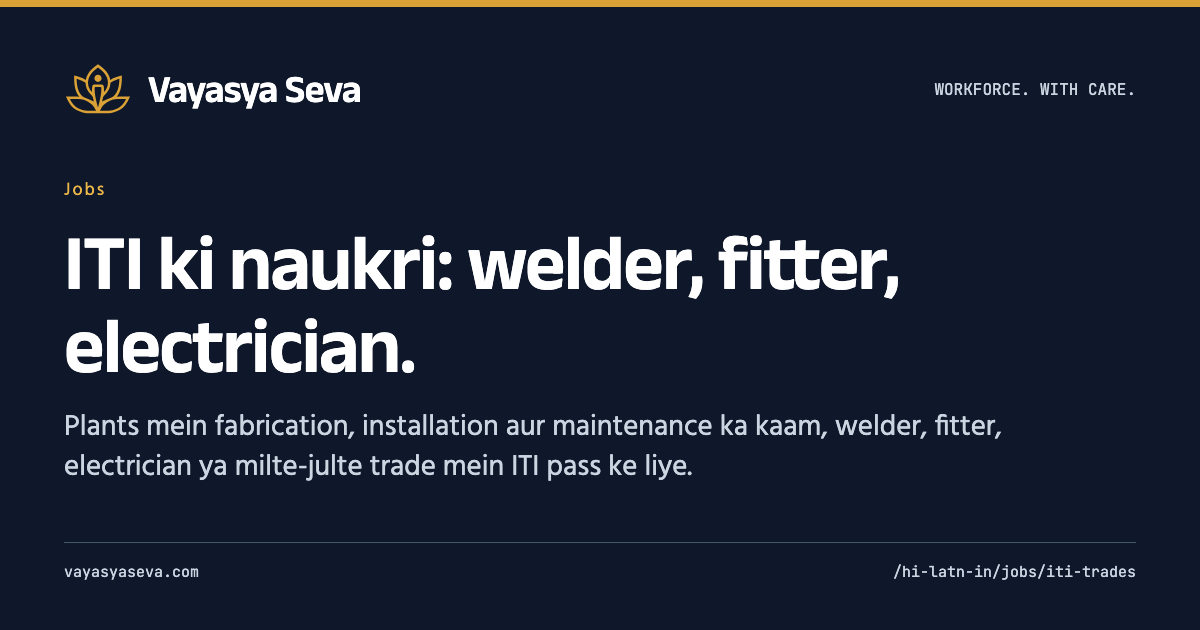 Vayasya Seva
WORKFORCE. WITH CARE.
Jobs
ITI ki naukri: welder, fitter,
electrician.
Plants mein fabrication, installation aur maintenance ka kaam, welder, fitter,
electrician ya milte-julte trade mein ITI pass ke liye.
vayasyaseva.com
/hi-latn-in/jobs/iti-trades